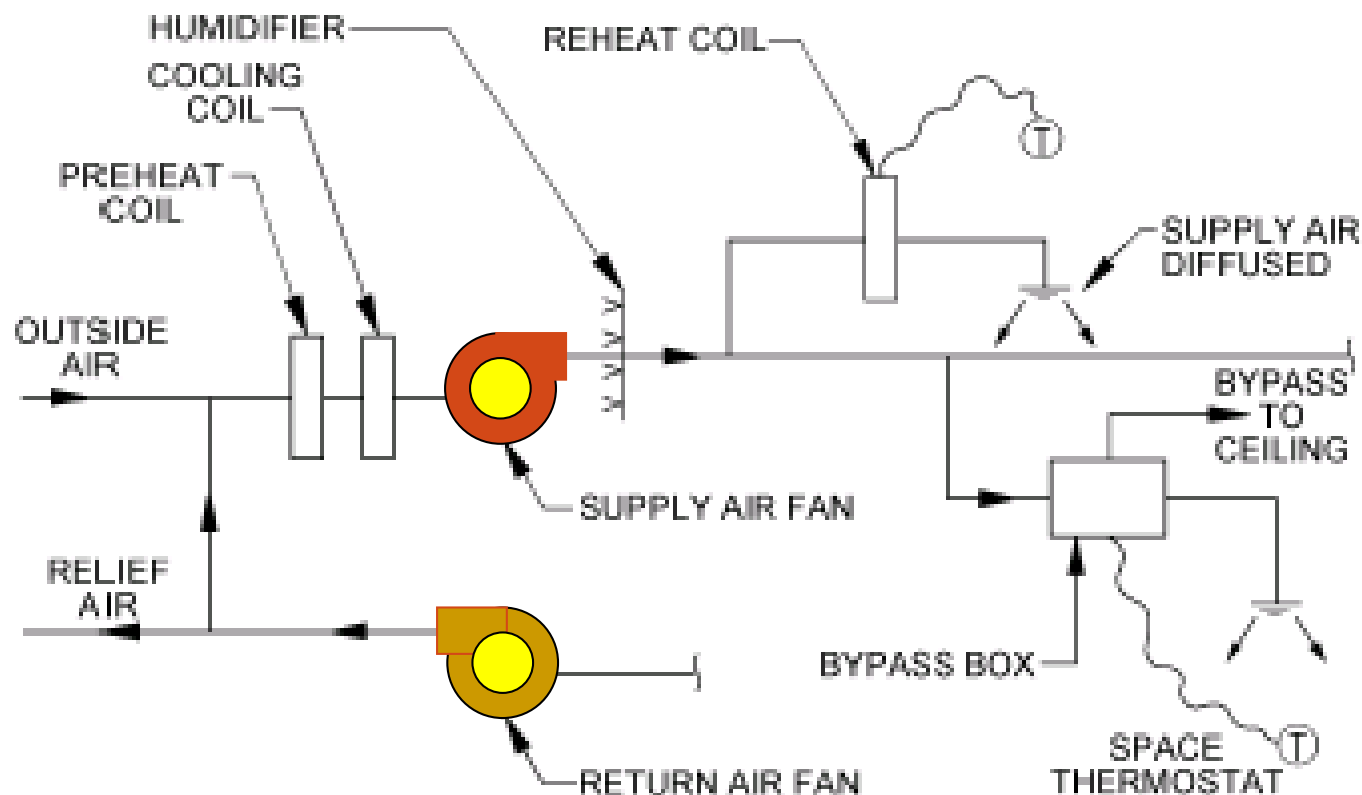 HUMIDIFIER
REHEAT COIL
COOLING
COIL
T
PREHEAT
COIL
SUPPLY AIR
DIFFUSED
OUTSIDE
AIR
BYPASS
TO
CEILING
SUPPLY AIR FAN
RELIEF
AIR
BYPASS BOX
T
SPACE
THERMOSTAT
RETURN AIR FAN